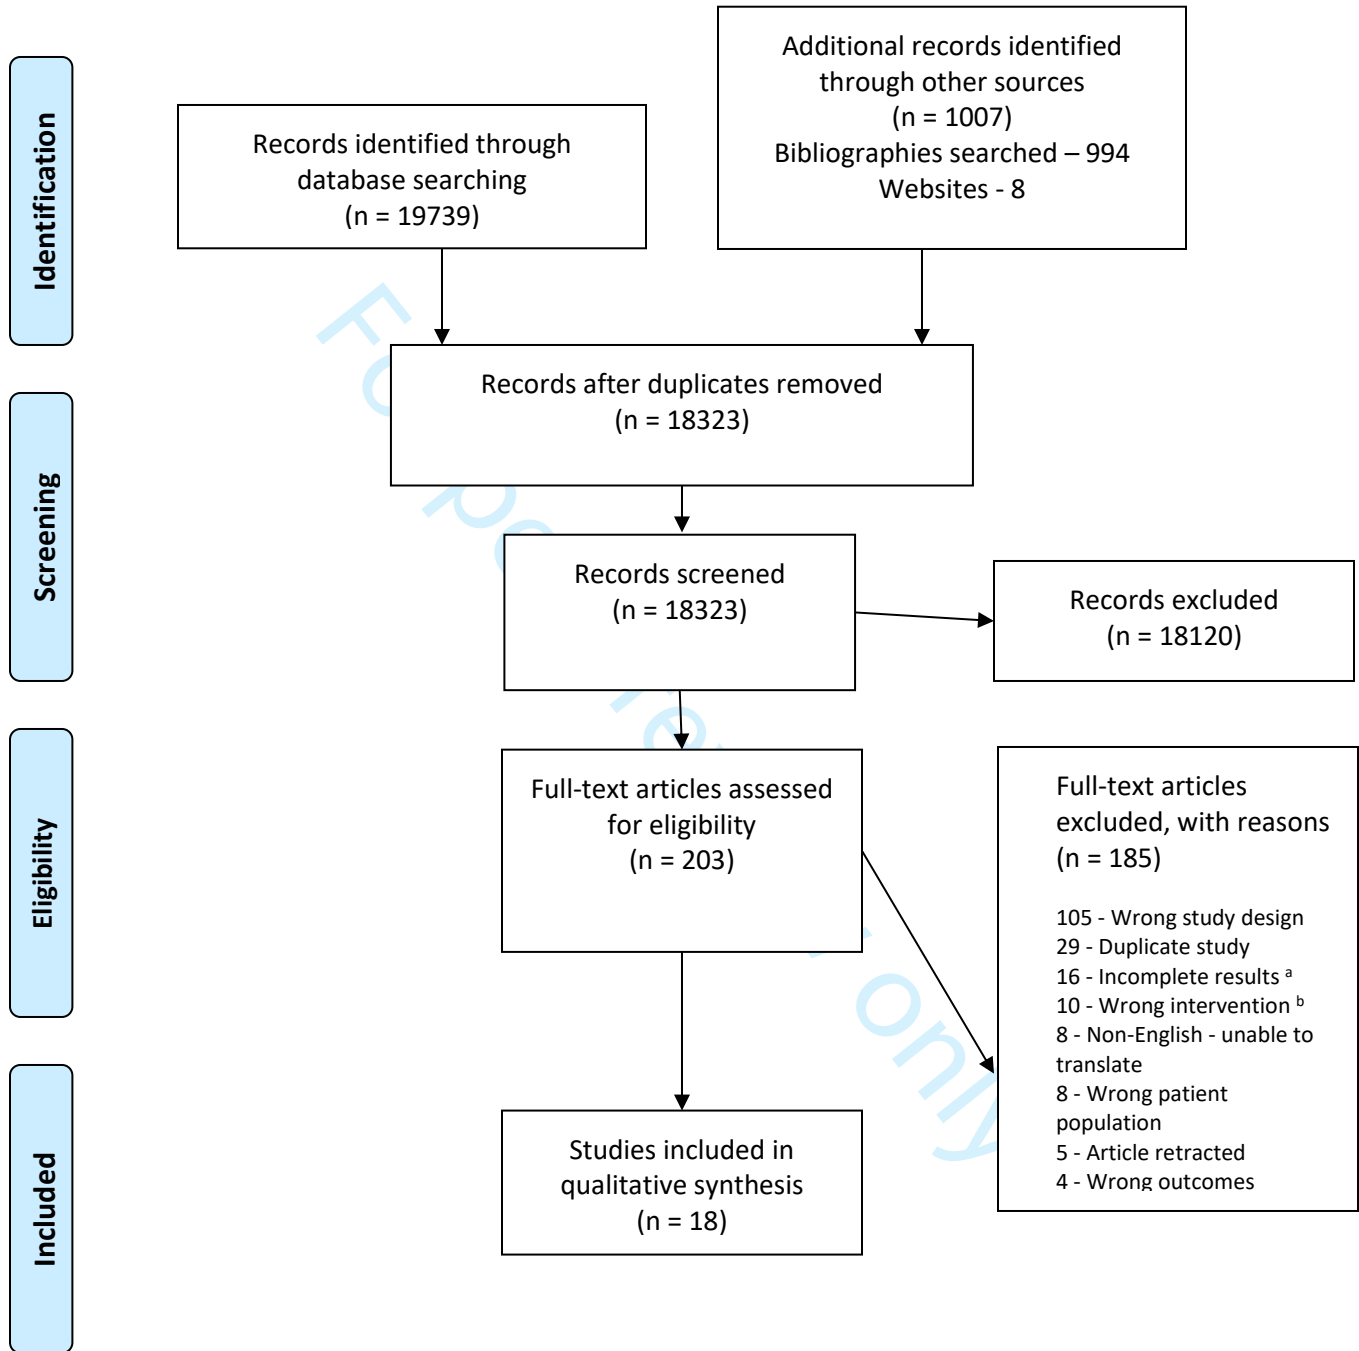 Identification
Records identified through
database searching
(n = 19739)
Additional records identified
through other sources
(n = 1007)
Bibliographies searched – 994
Websites - 8
Records after duplicates removed
(n = 18323)
Screening
Records screened
(n = 18323)
Records excluded
(n = 18120)
Eligibility
Full-text articles assessed
for eligibility
(n = 203)
Full-text articles
excluded, with reasons
(n = 185)
105 - Wrong study design
29 - Duplicate study
16 - Incomplete results a
10 - Wrong intervention b
8 - Non-English - unable to
translate
8 - Wrong patient
population
5 - Article retracted
4 - Wrong outcomes
Included
Studies included in
qualitative synthesis
(n = 18)
only